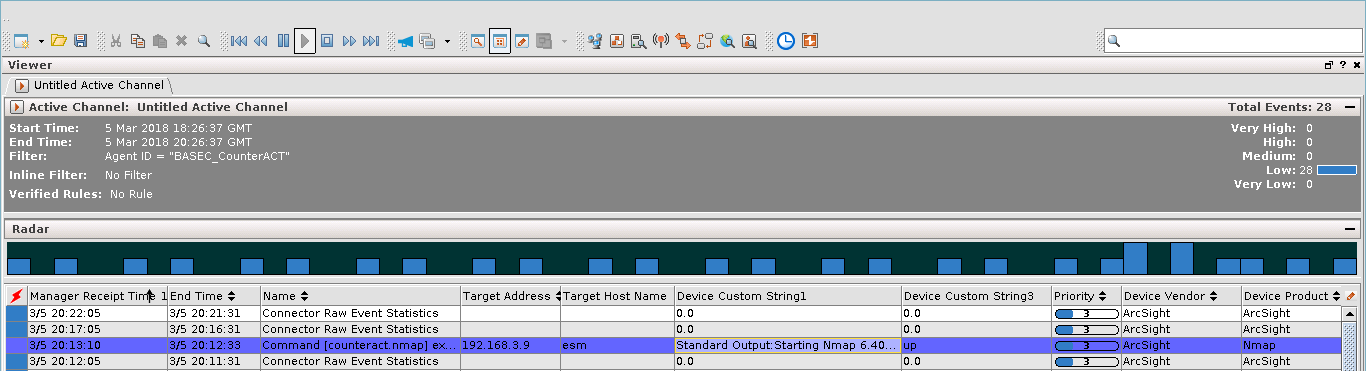 Viewer
Untitled Active Channel
Active Channel: Untitled Active Channel
Total Events: 28
Start Time: 5 Mar 2018 18:26:37 GMT
End Time: 5 Mar 2018 20:26:37 GMT
Filter: Agent ID = "BASEC_CounterACT"
Inline Filter: No Filter
Verified Rules: No Rule
Very High: 0
High: 0
Medium: 0
Low: 28
Very Low: 0
Radar
Manager Receipt Time 1 End Time Name Target Address Target Host Name Device Custom String1 Device Custom String3 Priority Device Vendor Device Product
3/5 20:22:05 3/5 20:21:31 Connector Raw Event Statistics 0.0 0.0 3 ArcSight ArcSight
3/5 20:17:05 3/5 20:16:31 Connector Raw Event Statistics 0.0 0.0 3 ArcSight ArcSight
3/5 20:13:10 3/5 20:12:33 Command [counteract.nmap] ex... 192.168.3.9 esm Standard Output:Starting Nmap 6.40... up 3 ArcSight Nmap
3/5 20:12:05 3/5 20:11:31 Connector Raw Event Statistics 0.0 0.0 3 ArcSight ArcSight